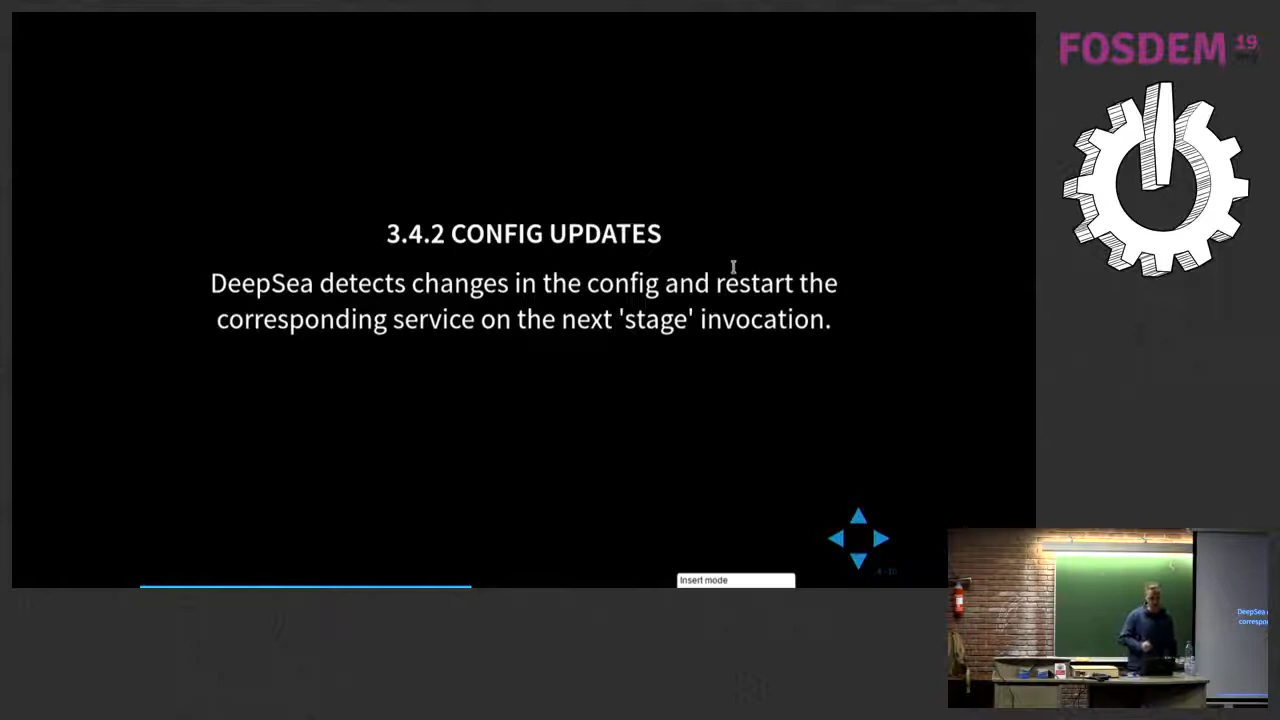 FOSDEM 19
3.4.2 CONFIG UPDATES
DeepSea detects changes in the config and restart the
corresponding service on the next 'stage' invocation.
Insert mode
DeepSea